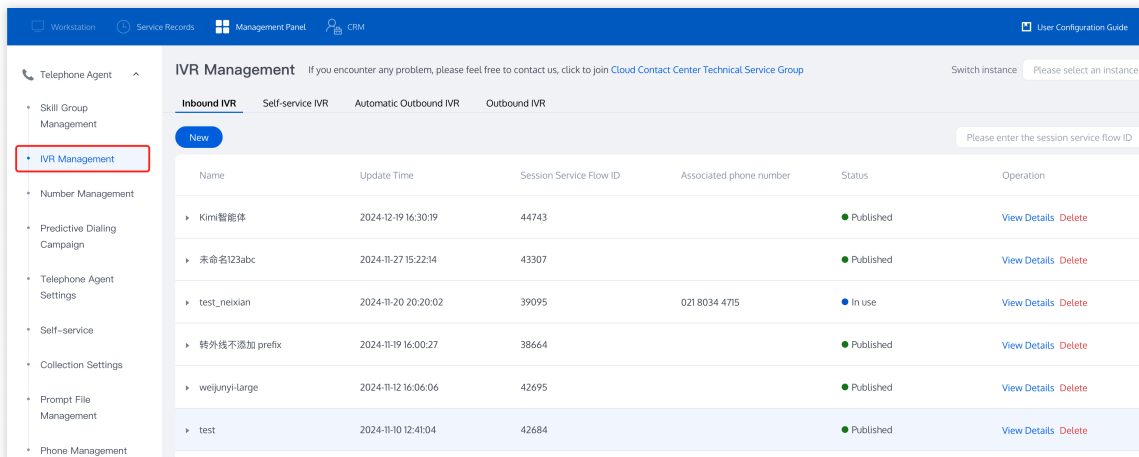 Workstation Service Records Management Panel CRM User Configuration Guide
Telephone Agent
Skill Group
Management
IVR Management
Number Management
Predictive Dialing
Campaign
Telephone Agent
Settings
Self-service
Collection Settings
Prompt File
Management
Phone Management
IVR Management If you encounter any problem, please feel free to contact us, click to join Cloud Contact Center Technical Service Group Switch instance Please select an instance
Inbound IVR Self-service IVR Automatic Outbound IVR Outbound IVR
New Please enter the session service flow ID
Name Update Time Session Service Flow ID Associated phone number Status Operation
Kimi智能体 2024-12-19 16:30:19 44743 Published View Details Delete
未命名123abc 2024-11-27 15:22:14 43307 Published View Details Delete
test_neixian 2024-11-20 20:20:02 39095 021 8034 4715 In use View Details Delete
转外线不添加 prefix 2024-11-19 16:00:27 38664 Published View Details Delete
weijunyi-large 2024-11-12 16:06:06 42695 Published View Details Delete
test 2024-11-10 12:41:04 42684 Published View Details Delete